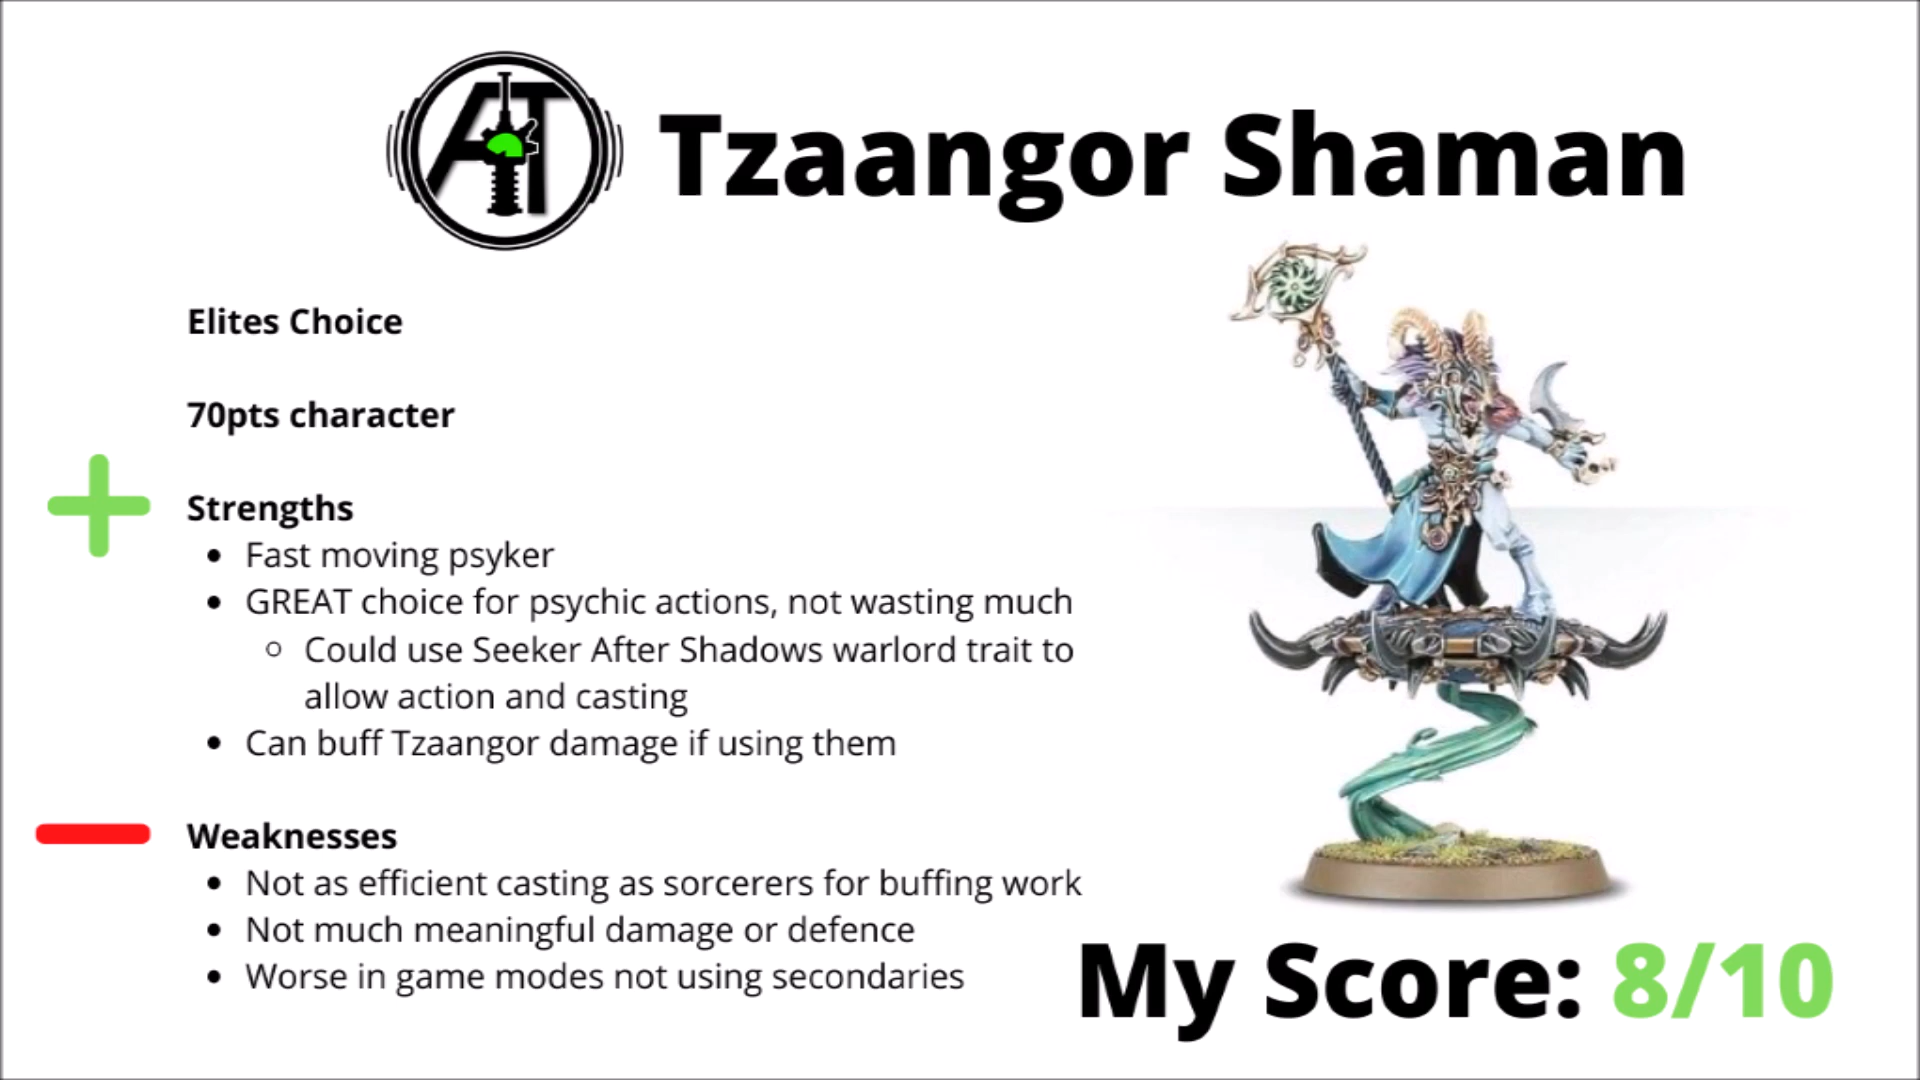 AT
Tzaangor Shaman
Elites Choice
70pts character
Strengths
• Fast moving psyker
• GREAT choice for psychic actions, not wasting much
○ Could use Seeker After Shadows warlord trait to
allow action and casting
• Can buff Tzaangor damage if using them
Weaknesses
• Not as efficient casting as sorcerers for buffing work
• Not much meaningful damage or defence
• Worse in game modes not using secondaries
My Score: 8/10